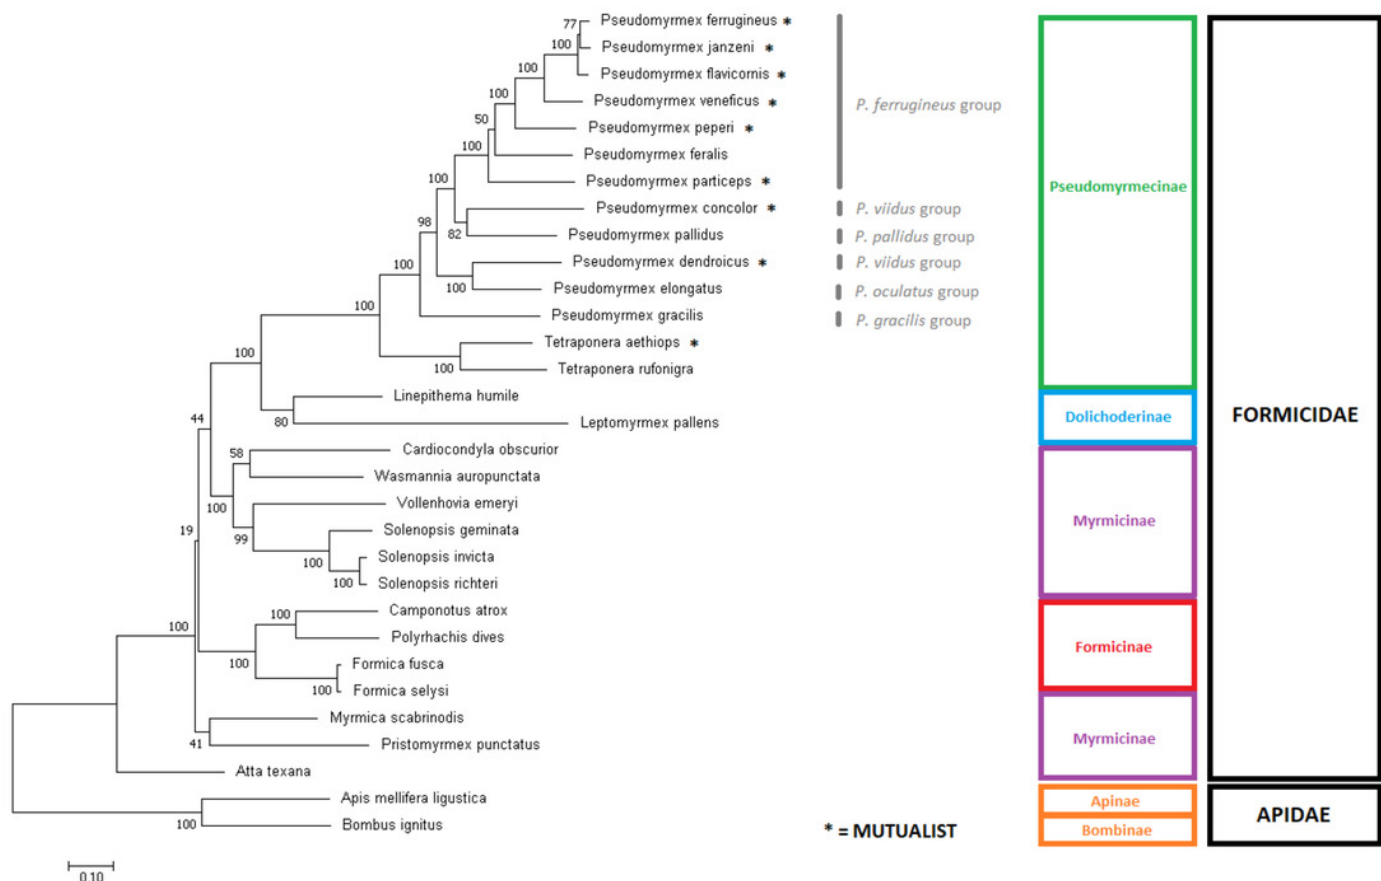 77
Pseudomyrmex ferrugineus *
100
Pseudomyrmex janzeni *
100
Pseudomyrmex flavicornis *
100
Pseudomyrmex veneficus *
P. ferrugineus group
50
Pseudomyrmex peperi *
100
Pseudomyrmex feralis
100
Pseudomyrmex particeps *
Pseudomyrmecinae
98
Pseudomyrmex concolor *
P. viidus group
82
Pseudomyrmex pallidus
P. pallidus group
100
Pseudomyrmex dendroicus *
P. viidus group
100
Pseudomyrmex elongatus
P. oculatus group
100
Pseudomyrmex gracilis
P. gracilis group
Tetraponera aethiops *
100
100
Tetraponera rufonigra
Linepithema humile
44
80
Leptomyrmex pallens
Dolichoderinae
FORMICIDAE
58
Cardiocondyla obscurior
Wasmannia auropunctata
100
Vollenhovia emeryi
Myrmicinae
19
99
Solenopsis geminata
100
Solenopsis invicta
100
Solenopsis richteri
100
Camponotus atrox
100
Polyrhachis dives
Formicinae
100
Formica fusca
100
Formica selysi
Myrmica scabrinodis
41
Pristomyrmex punctatus
Myrmicinae
Atta texana
Apis mellifera ligustica
Apinae
100
Bombus ignitus
* = MUTUALIST
Bombinae
APIDAE
0.10